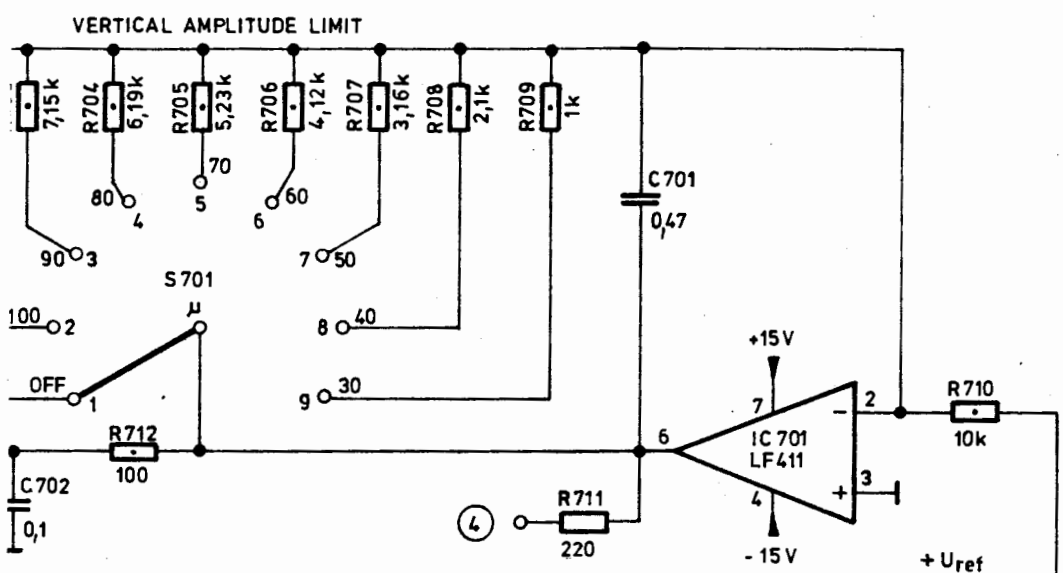 VERTICAL AMPLITUDE LIMIT
7,15k
R704
6,19k
R705
5,23k
R706
4,12k
R707
3,16k
R708
2,1k
R709
1k
C701
0,47
80
4
70
5
60
6
90
3
7
50
S701
μ
100
2
8
40
OFF
1
9
30
+15V
7
2
R710
10k
6
IC701
LF411
3
4
-15V
R712
100
C702
0,1
4
R711
220
+Uref
−
+